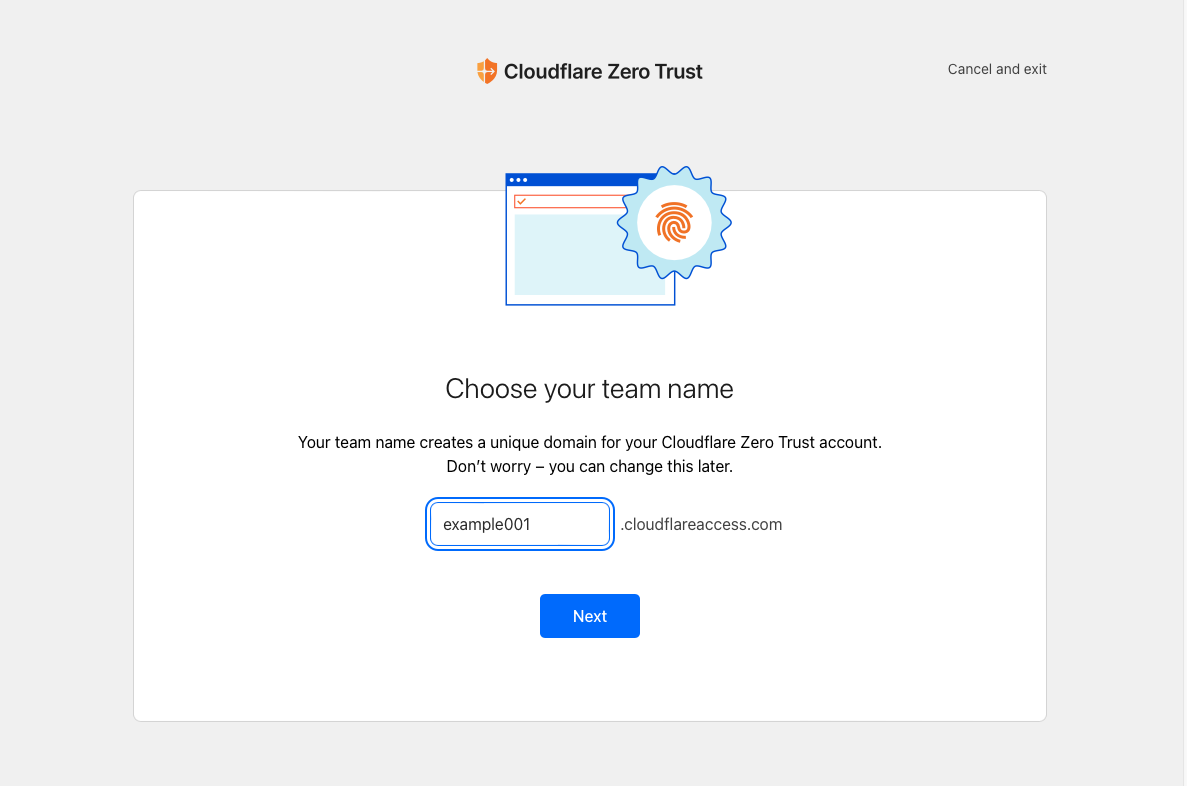 Cloudflare Zero Trust
Cancel and exit
Choose your team name
Your team name creates a unique domain for your Cloudflare Zero Trust account.
Don’t worry – you can change this later.
example001 .cloudflareaccess.com
Next